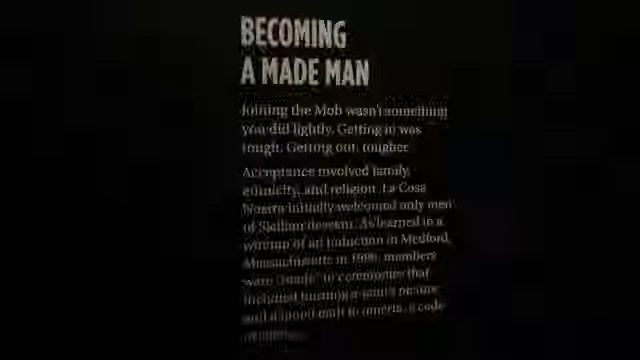 BECOMING
A MADE MAN
Joining the Mob wasn't something
you did lightly. Getting in was
tough. Getting out, tougher.
Acceptance involved family,
ethnicity, and religion. La Cosa
Nostra initially welcomed only men
of Sicilian descent. As learned in a
wiretap of an induction in Medford,
Massachusetts in 1989, members
were "made" in ceremonies that
included burning a saint's picture
and a blood oath to omerta, a code